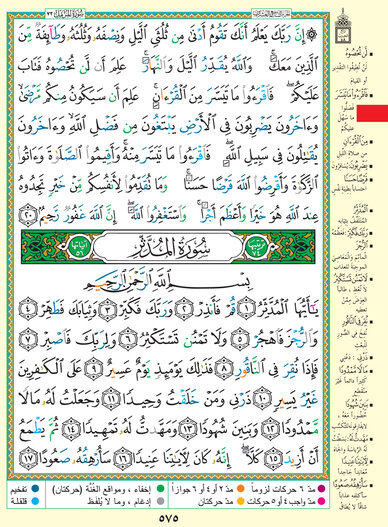 سورة المزمل ٧٣
إِنَّ رَبَّكَ يَعْلَمُ أَنَّكَ تَقُومُ أَدْنَىٰ مِن ثُلُثَيِ ٱلَّيْلِ وَنِصْفَهُۥ وَثُلُثَهُۥ وَطَآئِفَةٌ مِّنَ
ٱلَّذِينَ مَعَكَ ۚ وَٱللَّهُ يُقَدِّرُ ٱلَّيْلَ وَٱلنَّهَارَ ۚ عَلِمَ أَن لَّن تُحْصُوهُ فَتَابَ
عَلَيْكُمْ ۖ فَٱقْرَءُوا۟ مَا تَيَسَّرَ مِنَ ٱلْقُرْءَانِ ۚ عَلِمَ أَن سَيَكُونُ مِنكُم مَّرْضَىٰ ۙ
وَءَاخَرُونَ يَضْرِبُونَ فِى ٱلْأَرْضِ يَبْتَغُونَ مِن فَضْلِ ٱللَّهِ ۙ وَءَاخَرُونَ
يُقَٰتِلُونَ فِى سَبِيلِ ٱللَّهِ ۖ فَٱقْرَءُوا۟ مَا تَيَسَّرَ مِنْهُ ۚ وَأَقِيمُوا۟ ٱلصَّلَوٰةَ وَءَاتُوا۟
ٱلزَّكَوٰةَ وَأَقْرِضُوا۟ ٱللَّهَ قَرْضًا حَسَنًا ۚ وَمَا تُقَدِّمُوا۟ لِأَنفُسِكُم مِّنْ خَيْرٍ تَجِدُوهُ
عِندَ ٱللَّهِ هُوَ خَيْرًا وَأَعْظَمَ أَجْرًا ۚ وَٱسْتَغْفِرُوا۟ ٱللَّهَ ۖ إِنَّ ٱللَّهَ غَفُورٌ رَّحِيمٌۢ ٢٠
ترتيبها ٧٤ سُورَةُ الْمُدَّثِّرِ آياتها ٥٦
بِسْمِ ٱللَّهِ ٱلرَّحْمَٰنِ ٱلرَّحِيمِ
يَٰٓأَيُّهَا ٱلْمُدَّثِّرُ ١ قُمْ فَأَنذِرْ ٢ وَرَبَّكَ فَكَبِّرْ ٣ وَثِيَابَكَ فَطَهِّرْ ٤
وَٱلرُّجْزَ فَٱهْجُرْ ٥ وَلَا تَمْنُن تَسْتَكْثِرُ ٦ وَلِرَبِّكَ فَٱصْبِرْ ٧
فَإِذَا نُقِرَ فِى ٱلنَّاقُورِ ٨ فَذَٰلِكَ يَوْمَئِذٍ يَوْمٌ عَسِيرٌ ٩ عَلَى ٱلْكَٰفِرِينَ
غَيْرُ يَسِيرٍ ١٠ ذَرْنِى وَمَنْ خَلَقْتُ وَحِيدًا ١١ وَجَعَلْتُ لَهُۥ مَالًا
مَّمْدُودًا ١٢ وَبَنِينَ شُهُودًا ١٣ وَمَهَّدتُّ لَهُۥ تَمْهِيدًا ١٤ ثُمَّ يَطْمَعُ
أَنْ أَزِيدَ ١٥ كَلَّآ ۖ إِنَّهُۥ كَانَ لِـَٔايَٰتِنَا عَنِيدًا ١٦ سَأُرْهِقُهُۥ صَعُودًا ١٧
مدّ ٦ حركات لزوماً مدّ ٢ أو ٤ أو ٦ جوازاً إخفاء، ومواقع الغُنَّة (حركتان) تفخيم
مدّ واجب ٤ أو ٥ حركات مدّ حركتان إدغام، وما لا يُلفَظ قلقلة
٥٧٥